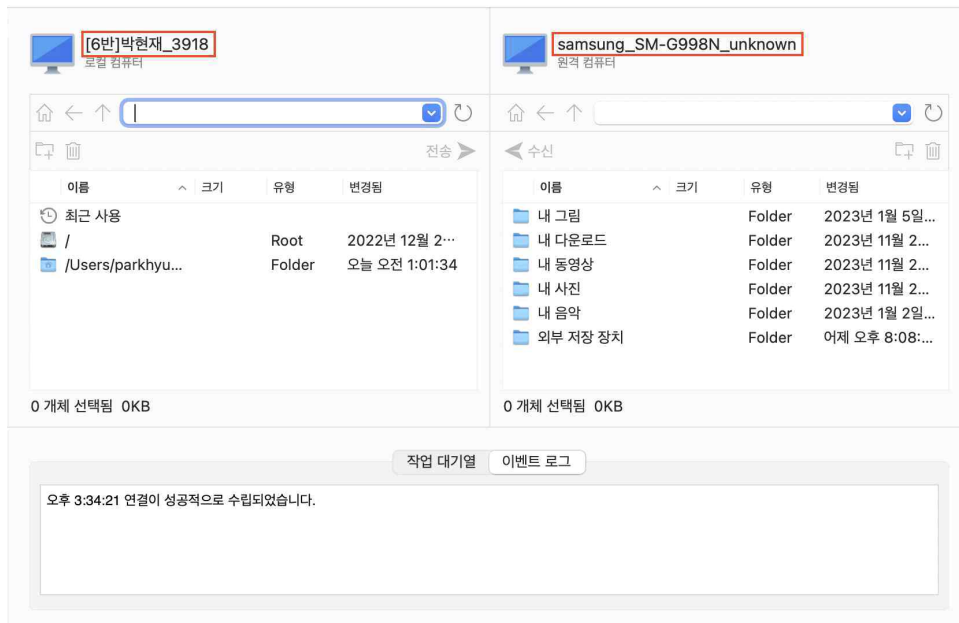 [6반]박현재_3918
로컬 컴퓨터
전송
이름 크기 유형 변경됨
최근 사용
/ Root 2022년 12월 2…
/Users/parkhyu... Folder 오늘 오전 1:01:34
0 개체 선택됨 0KB
samsung_SM-G998N_unknown
원격 컴퓨터
수신
이름 크기 유형 변경됨
내 그림 Folder 2023년 1월 5일...
내 다운로드 Folder 2023년 11월 2...
내 동영상 Folder 2023년 11월 2...
내 사진 Folder 2023년 11월 2...
내 음악 Folder 2023년 1월 2일...
외부 저장 장치 Folder 어제 오후 8:08:...
0 개체 선택됨 0KB
작업 대기열 이벤트 로그
오후 3:34:21 연결이 성공적으로 수립되었습니다.